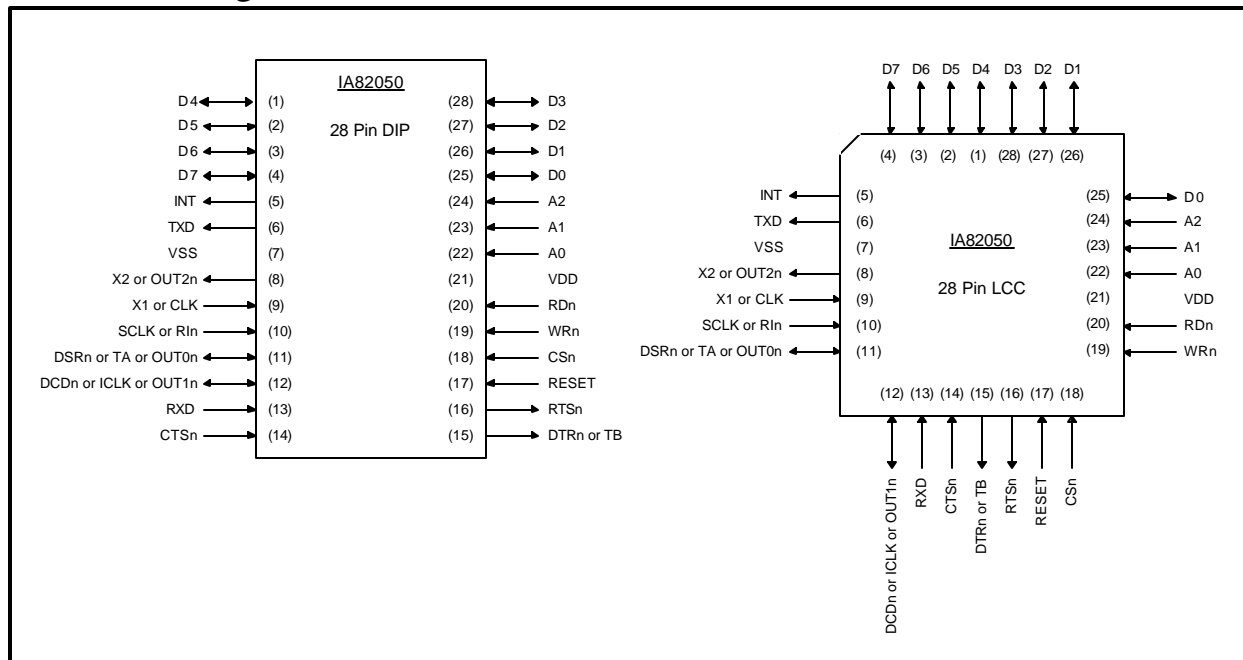 IA82050
28 Pin DIP
D4 (1) (28) D3
D5 (2) (27) D2
D6 (3) (26) D1
D7 (4) (25) D0
INT (5) (24) A2
TXD (6) (23) A1
VSS (7) (22) A0
X2 or OUT2n (8) (21) VDD
X1 or CLK (9) (20) RDn
SCLK or RIn (10) (19) WRn
DSRn or TA or OUT0n (11) (18) CSn
DCDn or ICLK or OUT1n (12) (17) RESET
RXD (13) (16) RTSn
CTSn (14) (15) DTRn or TB
D7 D6 D5 D4 D3 D2 D1
(4) (3) (2) (1) (28) (27) (26)
INT (5) (25) D0
TXD (6) (24) A2
VSS (7) (23) A1
IA82050
X2 or OUT2n (8) (22) A0
28 Pin LCC
X1 or CLK (9) (21) VDD
SCLK or RIn (10) (20) RDn
DSRn or TA or OUT0n (11) (19) WRn
(12) (13) (14) (15) (16) (17) (18)
DCDn or ICLK or OUT1n
RXD
CTSn
DTRn or TB
RTSn
RESET
CSn